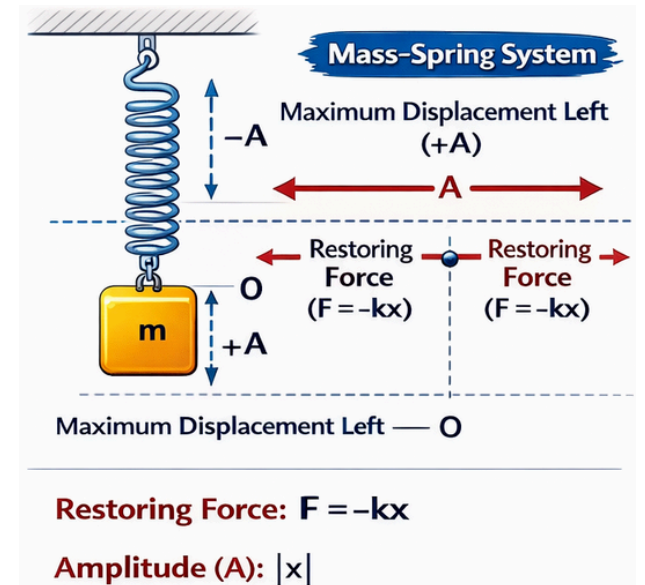 Mass-Spring System
Maximum Displacement Left
(+A)
−A
A
Restoring
Force
(F = -kx)
Restoring
Force
(F = -kx)
O
m
+A
Maximum Displacement Left — O
Restoring Force: F = -kx
Amplitude (A): |x|